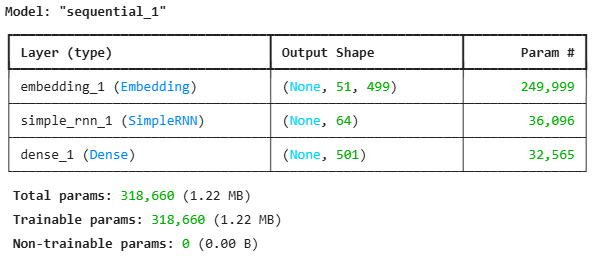 Model: "sequential_1"
Layer (type) Output Shape Param #
embedding_1 (Embedding) (None, 51, 499) 249,999
simple_rnn_1 (SimpleRNN) (None, 64) 36,096
dense_1 (Dense) (None, 501) 32,565
Total params: 318,660 (1.22 MB)
Trainable params: 318,660 (1.22 MB)
Non-trainable params: 0 (0.00 B)